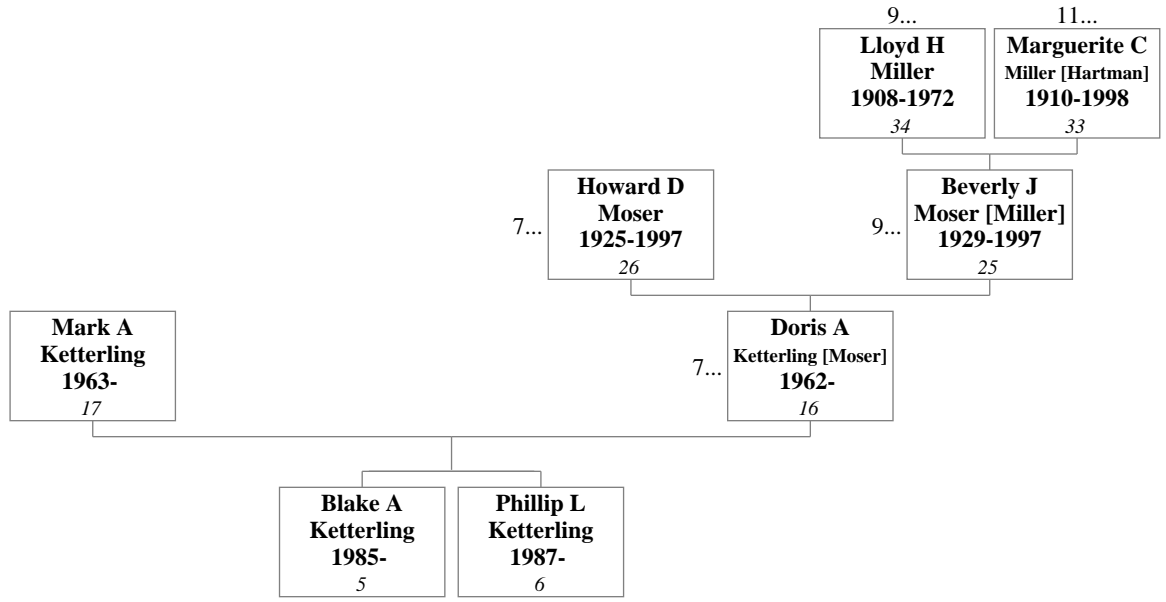 9...
11...
Lloyd H
Miller
1908-1972
34
Marguerite C
Miller [Hartman]
1910-1998
33
7...
Howard D
Moser
1925-1997
26
9...
Beverly J
Moser [Miller]
1929-1997
25
Mark A
Ketterling
1963-
17
7...
Doris A
Ketterling [Moser]
1962-
16
Blake A
Ketterling
1985-
5
Phillip L
Ketterling
1987-
6